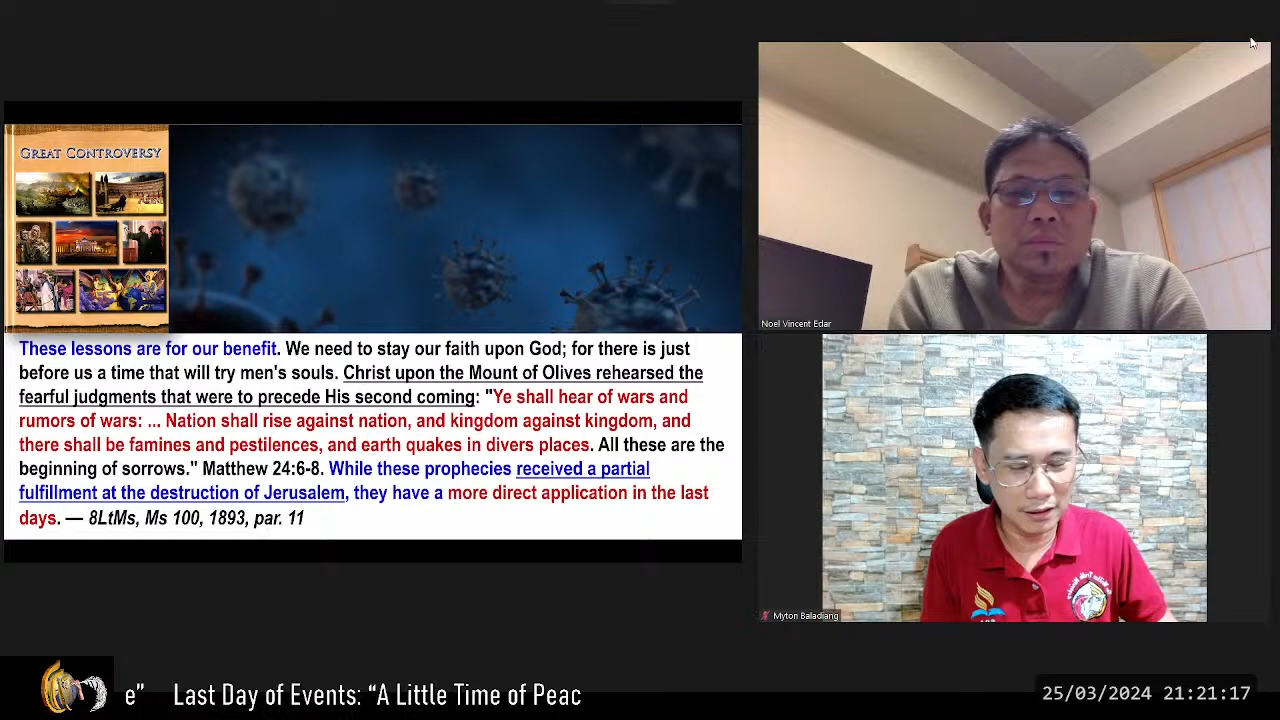 GREAT CONTROVERSY
These lessons are for our benefit. We need to stay our faith upon God; for there is just
before us a time that will try men's souls. Christ upon the Mount of Olives rehearsed the
fearful judgments that were to precede His second coming: "Ye shall hear of wars and
rumors of wars: ... Nation shall rise against nation, and kingdom against kingdom, and
there shall be famines and pestilences, and earth quakes in divers places. All these are the
beginning of sorrows." Matthew 24:6-8. While these prophecies received a partial
fulfillment at the destruction of Jerusalem, they have a more direct application in the last
days. — 8LtMs, Ms 100, 1893, par. 11
Noel Vincent Edar
Myton Baladiang
e” Last Day of Events: “A Little Time of Peac
25/03/2024 21:21:17